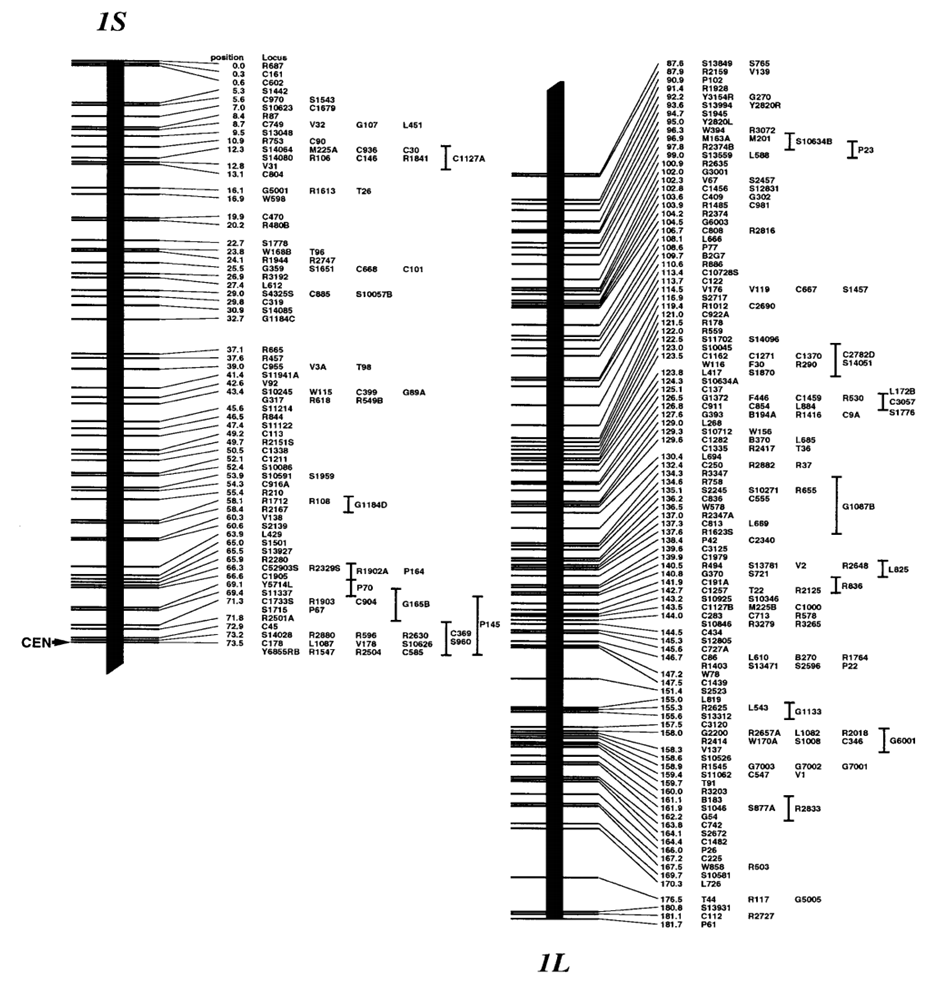 1S
position Locus
0.0 R687
0.3 C161
0.6 C602
5.3 S1442
5.6 C970 S1543
7.0 S10623 C1679
8.4 R87
8.7 C749 V32 G107 L451
9.5 S13048
10.9 R753 C90
12.3 S14064 M225A C936 C30
S14080 R106 C146 R1841 C1127A
12.8 V31
13.1 C804
16.1 G5001 R1613 T26
16.9 W598
19.9 C470
20.2 R480B
22.7 S1778
23.8 W168B T96
24.1 R1944 R2747
25.5 G359 S1651 C668 C101
26.9 R3192
27.4 L612
29.0 S4325S C885 S10057B
29.8 C319
30.9 S14085
32.7 G1184C
37.1 R665
37.6 R457
39.0 C955 V3A T98
41.4 S11941A
42.6 V92
43.4 S10245 W115 C399 G89A
G317 R618 R549B
45.6 S11214
46.5 R844
47.4 S11122
49.2 C113
49.7 R2151S
50.5 C1338
52.1 C1211
52.4 S10086
53.9 S10591 S1959
54.3 C916A
55.4 R210
58.1 R1712 R108
G1184D
58.4 R2167
60.3 V138
60.6 S2139
63.9 L429
65.0 S1501
65.5 S13927
65.9 R2280
66.3 C52903S R2329S R1902A P164
66.6 C1905
69.1 Y5714L P70
69.4 S11337
71.3 C1733S R1903 C904 G165B
S1715 P67
71.8 R2501A P145
72.9 C45
73.2 S14028 R2880 R596 R2630 C369
CEN 73.5 C178 L1087 V178 S10626 S960
Y6855RB R1547 R2504 C585
87.6 S13849 S765
87.9 R2159 V139
90.9 P102
91.4 R1928
92.2 Y3154R G270
93.6 S13994 Y2820R
94.7 S1945
95.0 Y2820L
96.3 W394 R3072
96.9 M163A M201 S10634B
97.8 R2374B P23
99.0 S13559 L588
100.9 R2635
102.0 G3001
102.3 V67 S2457
102.8 C1456 S12831
103.6 C409 G302
103.9 R1485 C981
104.2 R2374
104.5 G6003
106.7 C808 R2816
108.1 L666
108.6 P77
109.7 B2G7
110.6 R886
113.4 C10728S
113.7 C122
114.5 V176 V119 C667 S1457
116.9 S2717
119.4 R1012 C2690
121.0 C922A
121.5 R178
122.0 R559
122.5 S11702 S14096
123.0 S10045
123.5 C1162 C1271 C1370 C2782D
W116 F30 R290 S14051
123.8 L417 S1870
124.3 S10634A
125.1 C137 L172B
126.5 G1372 F446 C1459 R530 C3057
126.8 C911 C854 L884
127.6 G393 B194A R1416 C9A S1776
129.0 L268
129.3 S10712 W156
129.6 C1282 B370 L685
C1335 R2417 T36
130.4 L694
132.4 C250 R2882 R37
134.3 R3347
134.6 R758
135.1 S2245 S10271 R655
136.2 C836 C555
136.5 W578 G1087B
137.0 R2347A
137.3 C813 L669
137.6 R1623S
138.4 P42 C2340
139.6 C3125
139.9 C1979
140.5 R494 S13781 V2 R2648 L825
140.8 G370 S721
141.9 C191A R836
142.7 C1257 T22 R2125
143.2 S10925 S10346
143.5 C1127B M225B C1000
144.0 C283 C713 R578
S10846 R3279 R3265
144.5 C434
145.3 S12805
145.6 C727A
146.7 C86 L610 B270 R1764
R1403 S13471 S2596 P22
147.2 W78
147.5 C1439
151.4 S2523
155.0 L819
155.3 R2625 L543 G1133
155.6 S13312
157.5 C3120
158.0 G2200 R2657A L1082 R2018
R2414 W170A S1008 C346 G6001
158.3 V137
158.6 S10526
158.9 R1545 G7003 G7002 G7001
159.4 S11062 C547 V1
159.7 T91
160.0 R3203
161.1 B183
161.9 S1046 S877A R2833
162.2 G54
163.8 C742
164.1 S2672
164.4 C1482
166.0 P26
167.2 C225
167.5 W858 R503
169.7 S10581
170.3 L726
176.5 T44 R117 G5005
180.8 S13931
181.1 C112 R2727
181.7 P61
1L